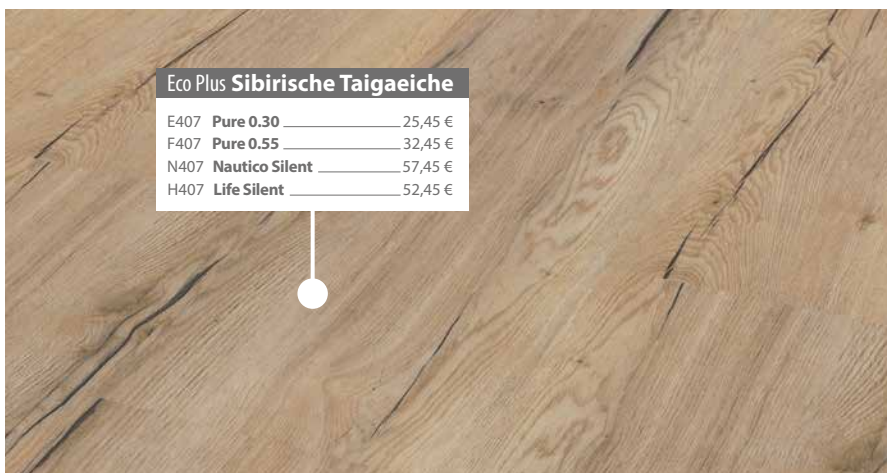 Eco Plus Sibirische Taigaeiche
E407 Pure 0.30 25,45 €
F407 Pure 0.55 32,45 €
N407 Nautico Silent 57,45 €
H407 Life Silent 52,45 €